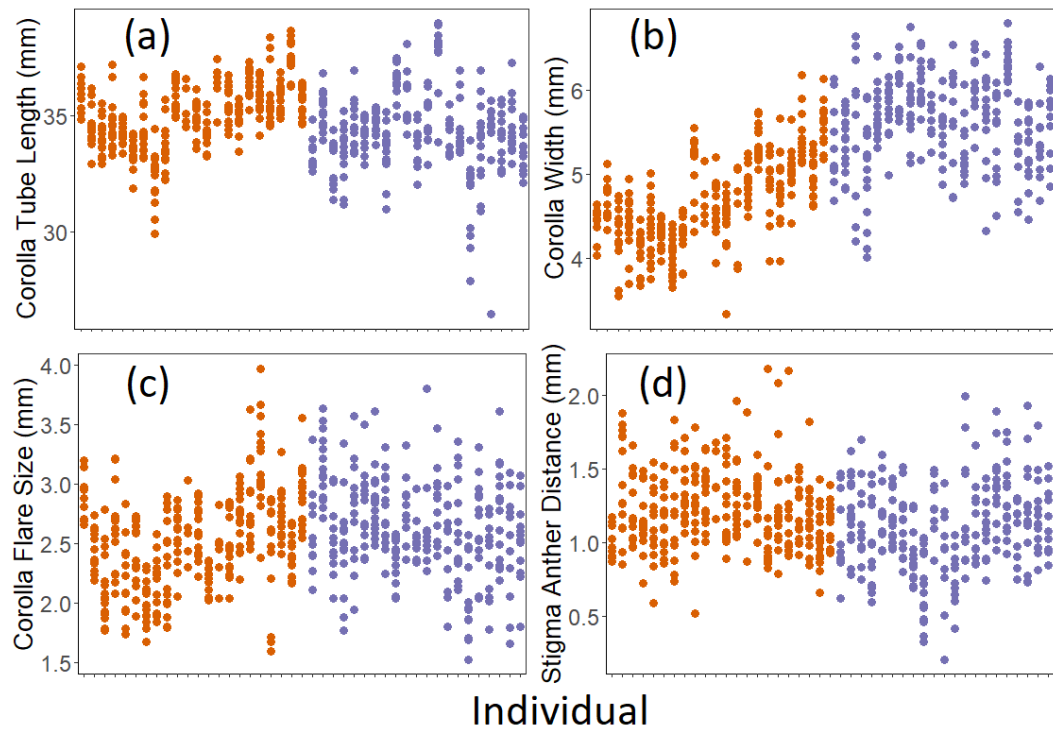 (a)
Corolla Tube Length (mm)
35
30
(b)
Corolla Width (mm)
6
5
4
(c)
Corolla Flare Size (mm)
4.0
3.5
3.0
2.5
2.0
1.5
(d)
Stigma Anther Distance (mm)
2.0
1.5
1.0
0.5
Individual